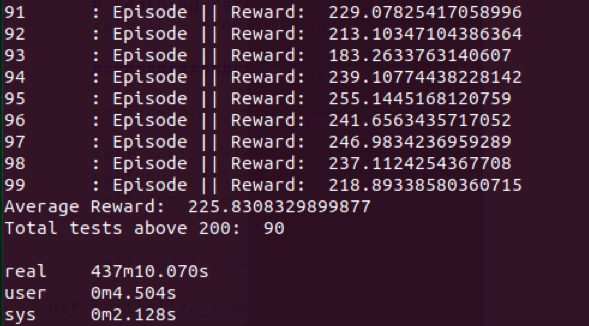 91 : Episode || Reward: 229.07825417058996
92 : Episode || Reward: 213.10347104386364
93 : Episode || Reward: 183.2633763140607
94 : Episode || Reward: 239.10774438228142
95 : Episode || Reward: 255.1445168120759
96 : Episode || Reward: 241.6563435717052
97 : Episode || Reward: 246.9834236959289
98 : Episode || Reward: 237.1124254367708
99 : Episode || Reward: 218.89338580360715
Average Reward: 225.8308329899877
Total tests above 200: 90
real 437m10.070s
user 0m4.504s
sys 0m2.128s